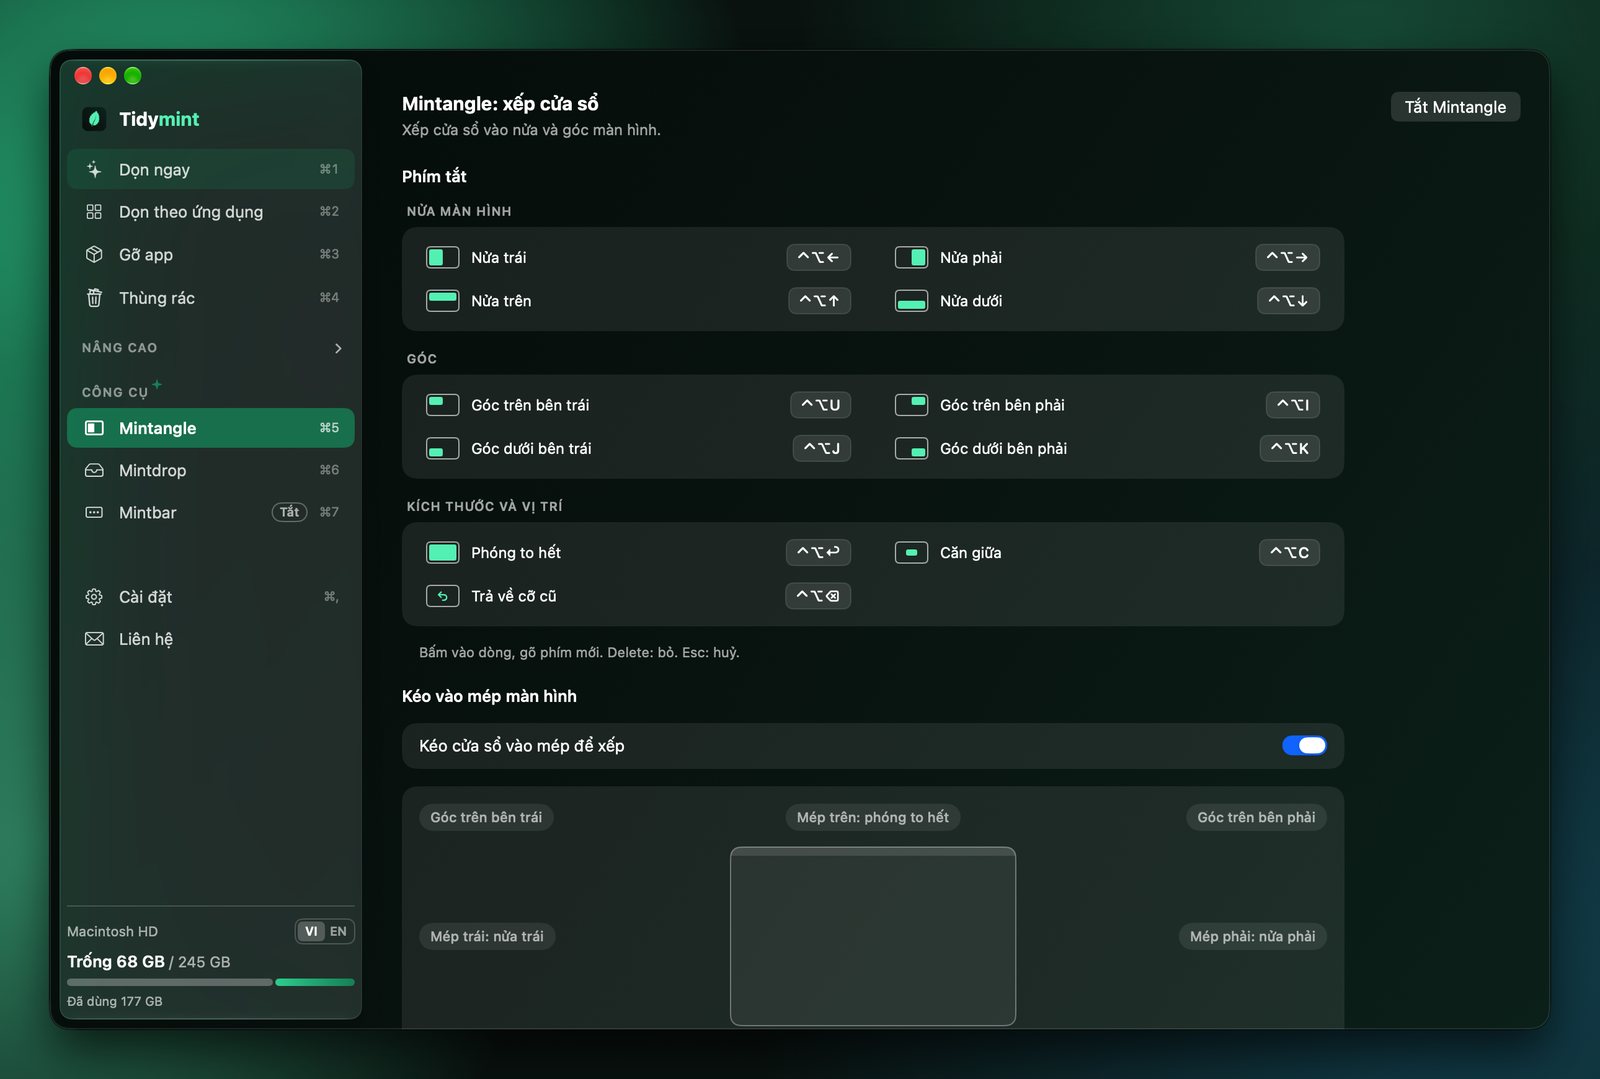 Tidymint
Dọn ngay ⌘1
Dọn theo ứng dụng ⌘2
Gỡ app ⌘3
Thùng rác ⌘4
NÂNG CAO
CÔNG CỤ
Mintangle ⌘5
Mintdrop ⌘6
Mintbar Tắt ⌘7
Cài đặt ⌘,
Liên hệ
Macintosh HD VI EN
Trống 68 GB / 245 GB
Đã dùng 177 GB
Mintangle: xếp cửa sổ
Xếp cửa sổ vào nửa và góc màn hình.
Tắt Mintangle
Phím tắt
NỬA MÀN HÌNH
Nửa trái ⌃⌥← Nửa phải ⌃⌥→
Nửa trên ⌃⌥↑ Nửa dưới ⌃⌥↓
GÓC
Góc trên bên trái ⌃⌥U Góc trên bên phải ⌃⌥I
Góc dưới bên trái ⌃⌥J Góc dưới bên phải ⌃⌥K
KÍCH THƯỚC VÀ VỊ TRÍ
Phóng to hết ⌃⌥↩ Căn giữa ⌃⌥C
Trả về cỡ cũ ⌃⌥⌫
Bấm vào dòng, gõ phím mới. Delete: bỏ. Esc: huỷ.
Kéo vào mép màn hình
Kéo cửa sổ vào mép để xếp
Góc trên bên trái Mép trên: phóng to hết Góc trên bên phải
Mép trái: nửa trái Mép phải: nửa phải